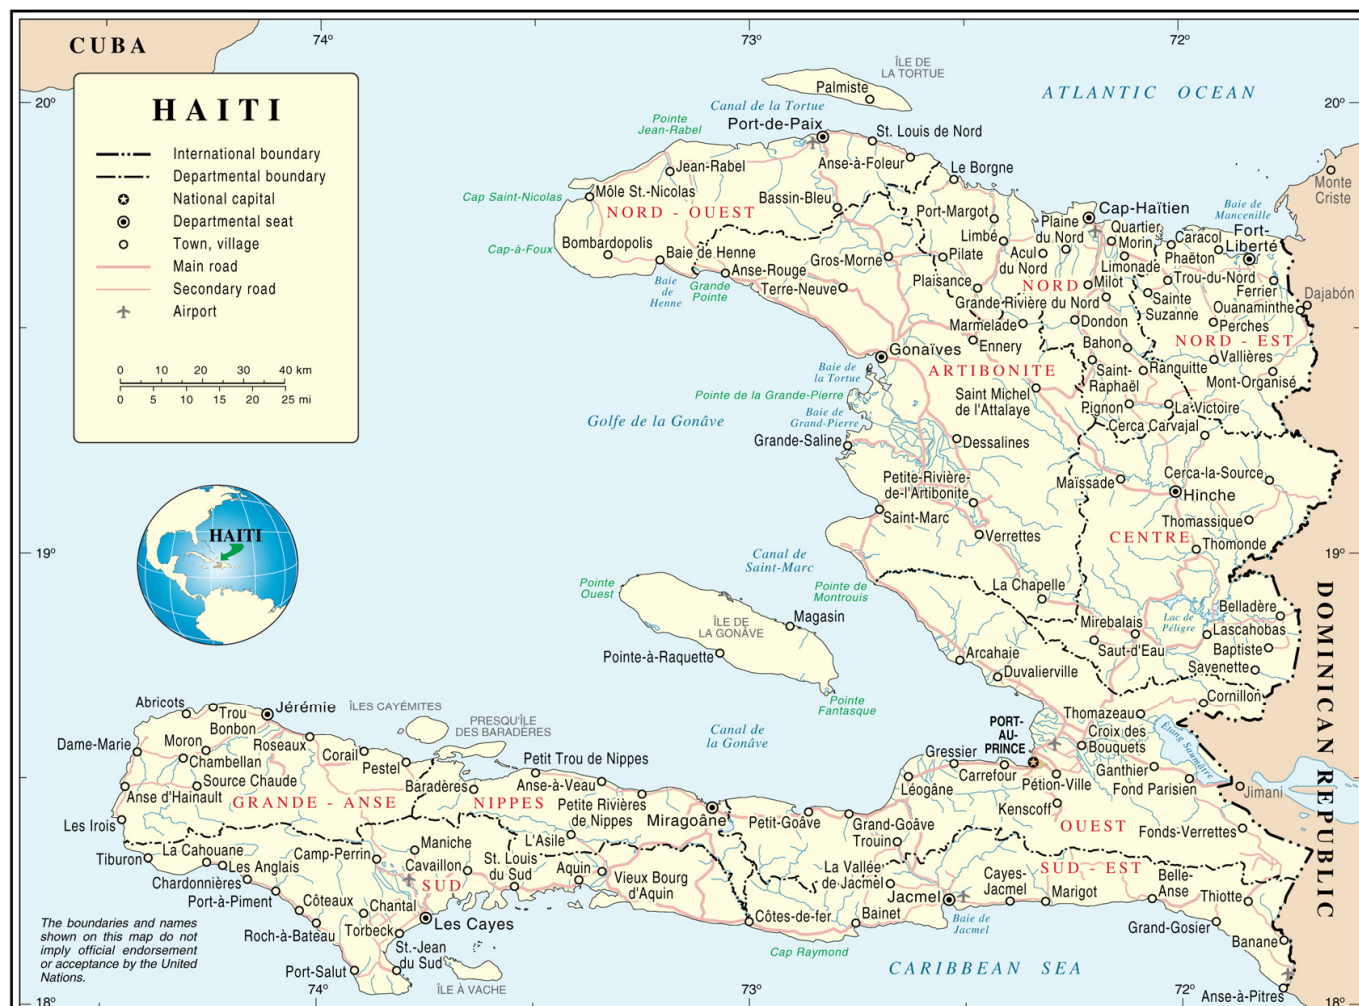 74°
73°
72°
CUBA
20°
20°
HAITI
International boundary
Departmental boundary
National capital
Departmental seat
Town, village
Main road
Secondary road
Airport
0 10 20 30 40 km
0 5 10 15 20 25 mi
HAITI
ÎLE DE
LA TORTUE
Palmiste
ATLANTIC OCEAN
Canal de la Tortue
Pointe
Jean-Rabel
Port-de-Paix
St. Louis de Nord
Anse-à-Foleur
Le Borgne
Jean-Rabel
Môle St.-Nicolas
Cap Saint-Nicolas
NORD - OUEST
Bassin-Bleu
Port-Margot
Cap-Haïtien
Monte
Criste
Baie de
Mancenille
Plaine
du Nord
Quartier
Morin
Caracol
Fort-
Liberté
Limbé
Cap-à-Foux
Bombardopolis
Baie de Henne
Gros-Morne
Pilate
Acul
du Nord
Limonade
Phaëton
Anse-Rouge
Baie
de
Henne
Grande
Pointe
Terre-Neuve
Plaisance
NORD
Milot
Trou-du-Nord
Ferrier
Dajabón
Grande-Rivière du Nord
Sainte
Suzanne
Ouanaminthe
Marmelade
Dondon
Perches
Gonaïves
Ennery
Bahon
NORD - EST
Vallières
Baie de
la Tortue
ARTIBONITE
Saint-
Raphaël
Ranquitte
Mont-Organisé
Pointe de la Grande-Pierre
Saint Michel
de l'Attalaye
Pignon
La Victoire
Baie de
Grand-Pierre
Golfe de la Gonâve
Cerca Carvajal
Grande-Saline
Dessalines
Petite-Rivière-
de-l'Artibonite
Maïssade
Cerca-la-Source
Hinche
Saint-Marc
Thomassique
Verrettes
CENTRE
Thomonde
19°
19°
Canal de
Saint-Marc
Pointe
Ouest
Pointe de
Montrouis
La Chapelle
DOMINICAN REPUBLIC
Magasin
ÎLE DE
LA GONÂVE
Mirebalais
Lac de
Péligre
Belladère
Lascahobas
Pointe-à-Raquette
Arcahaie
Saut-d'Eau
Baptiste
Duvalierville
Savenette
Pointe
Fantasque
Cornillon
Abricots
Trou
Bonbon
Jérémie
ÎLES CAYÉMITES
PRESQU'ÎLE
DES BARADÈRES
Canal de
la Gonâve
PORT-
AU-
PRINCE
Thomazeau
Croix des
Bouquets
Étang Saumâtre
Dame-Marie
Moron
Chambellan
Roseaux
Corail
Pestel
Petit Trou de Nippes
Gressier
Carrefour
Pétion-Ville
Ganthier
Fond Parisien
Jimani
Source Chaude
Anse d'Hainault
Baradères
Anse-à-Veau
Léogâne
GRANDE - ANSE
NIPPES
Petite Rivières
de Nippes
Miragoâne
Petit-Goâve
Grand-Goâve
Kenscoff
OUEST
Fonds-Verrettes
Les Irois
L'Asile
Trouin
Tiburon
La Cahouane
Les Anglais
Camp-Perrin
Maniche
Cavaillon
St. Louis
du Sud
Aquin
Vieux Bourg
d'Aquin
La Vallée
de Jacmel
SUD - EST
Cayes-
Jacmel
Belle-
Anse
Chardonnières
Port-à-Piment
SUD
Marigot
Thiotte
Côteaux
Chantal
Jacmel
Les Cayes
Côtes-de-fer
Bainet
Baie de
Jacmel
Roch-à-Bateau
Torbeck
Grand-Gosier
Banane
St.-Jean
du Sud
Cap Raymond
Port-Salut
ÎLE À VACHE
CARIBBEAN SEA
Anse-à-Pitres
The boundaries and names
shown on this map do not
imply official endorsement
or acceptance by the United
Nations.
18°
74°
73°
72°
18°